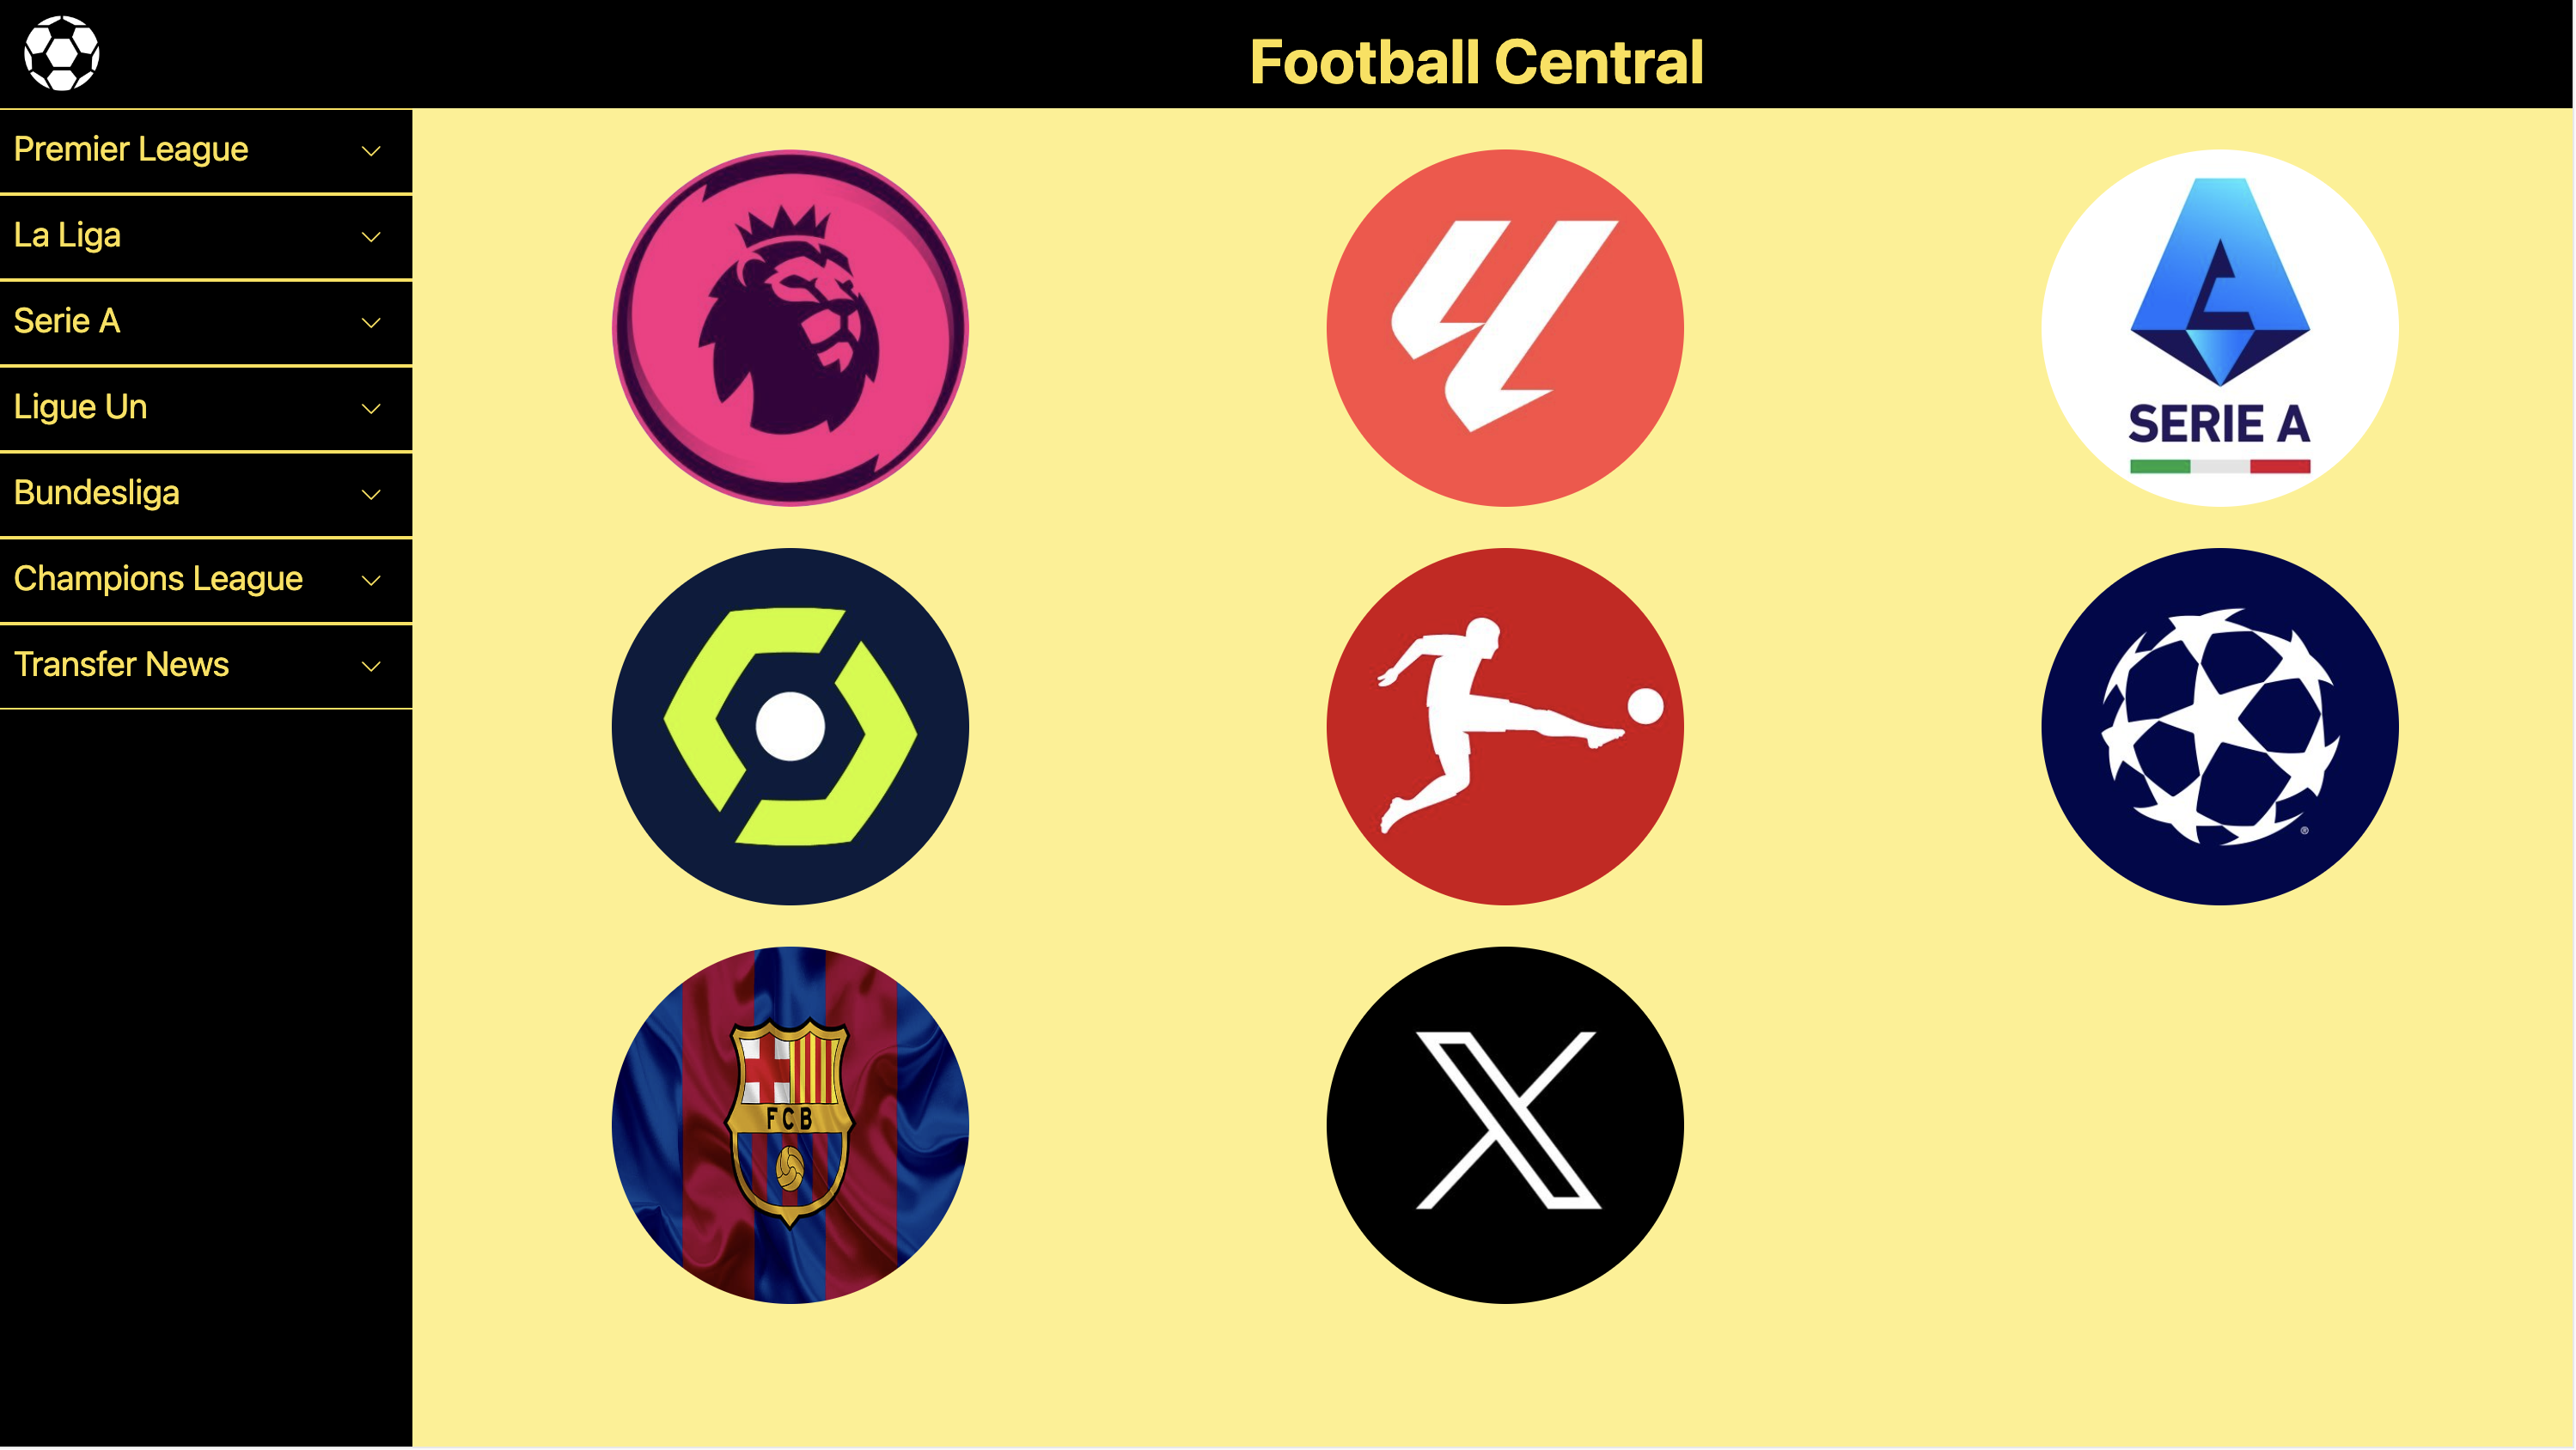 Football Central
Premier League
La Liga
Serie A
Ligue Un
Bundesliga
Champions League
Transfer News
SERIE A
®
FCB